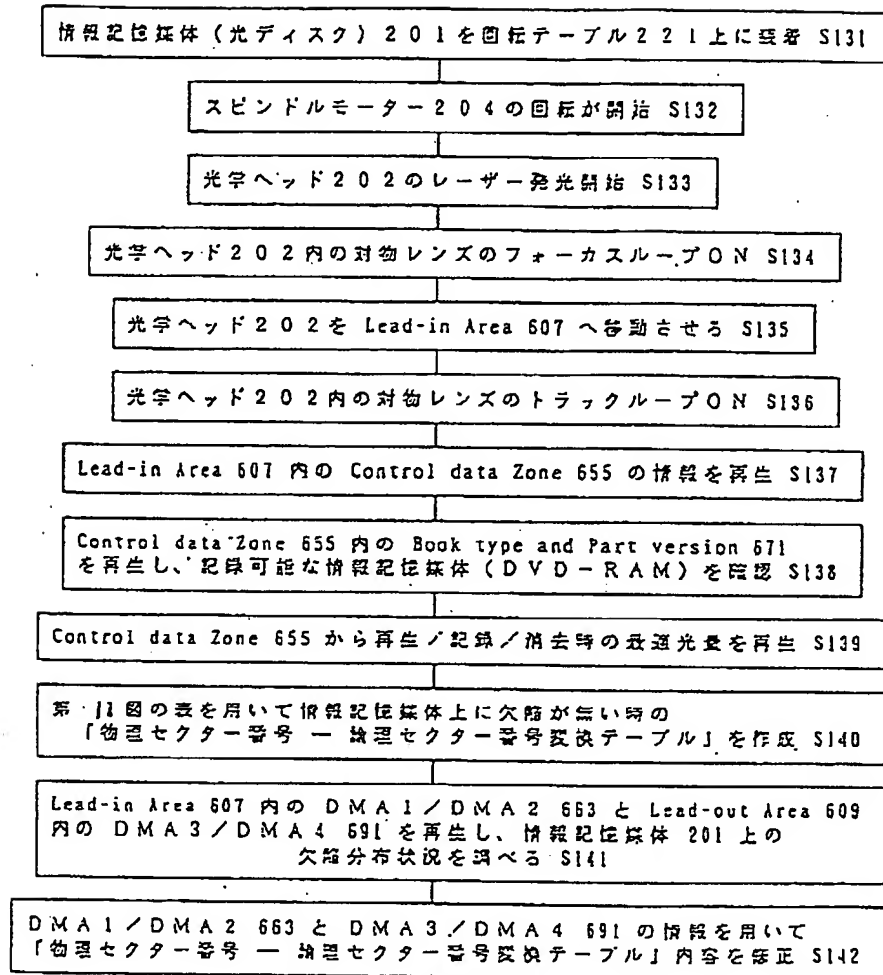 情報記憶媒体(光ディスク)201を回転テーブル221上に装着 S131
スピンドルモーター204の回転が開始 S132
光学ヘッド202のレーザー発光開始 S133
光学ヘッド202内の対物レンズのフォーカスループON S134
光学ヘッド202を Lead-in Area 607 へ移動させる S135
光学ヘッド202内の対物レンズのトラックループON S136
Lead-in Area 607 内の Control data Zone 655 の情報を再生 S137
Control data Zone 655 内の Book type and Part version 671
を再生し、記録可能な情報記憶媒体(DVD-RAM)を確認 S138
Control data Zone 655 から再生/記録/消去時の最適光量を再生 S139
第11図の表を用いて情報記憶媒体上に欠陥が無い時の
「物理セクター番号 ― 論理セクター番号変換テーブル」を作成 S140
Lead-in Area 607 内の DMA1/DMA2 663 と Lead-out Area 609
内の DMA3/DMA4 691 を再生し、情報記憶媒体 201 上の
欠陥分布状況を調べる S141
DMA1/DMA2 663 と DMA3/DMA4 691 の情報を用いて
「物理セクター番号 ― 論理セクター番号変換テーブル」内容を修正 S142